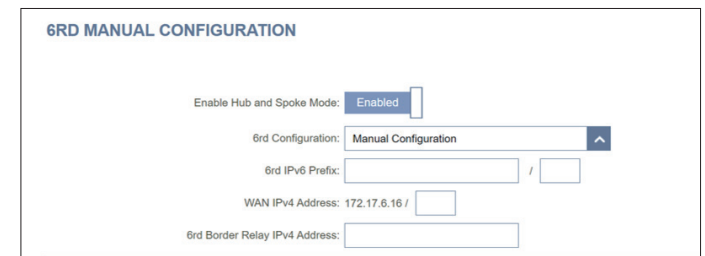 6RD MANUAL CONFIGURATION
Enable Hub and Spoke Mode: Enabled
6rd Configuration: Manual Configuration
6rd IPv6 Prefix: /
WAN IPv4 Address: 172.17.6.16 /
6rd Border Relay IPv4 Address: